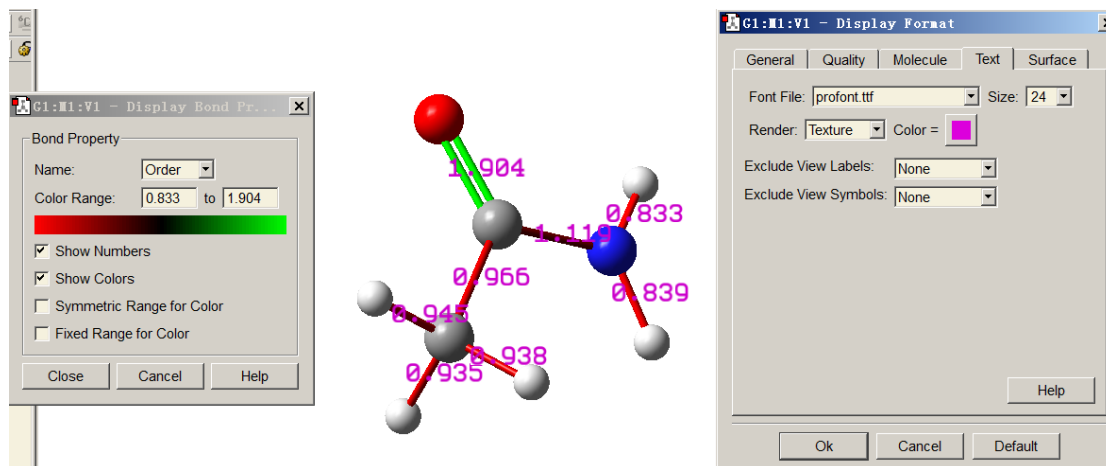 G1:M1:V1 - Display Bond Pr...
Bond Property
Name: Order
Color Range: 0.833 to 1.904
Show Numbers
Show Colors
Symmetric Range for Color
Fixed Range for Color
Close Cancel Help
1.904
0.833
1.119
0.966
0.839
0.945
0.938
0.935
G1:M1:V1 - Display Format
General Quality Molecule Text Surface
Font File: profont.ttf Size: 24
Render: Texture Color =
Exclude View Labels: None
Exclude View Symbols: None
Help
Ok Cancel Default